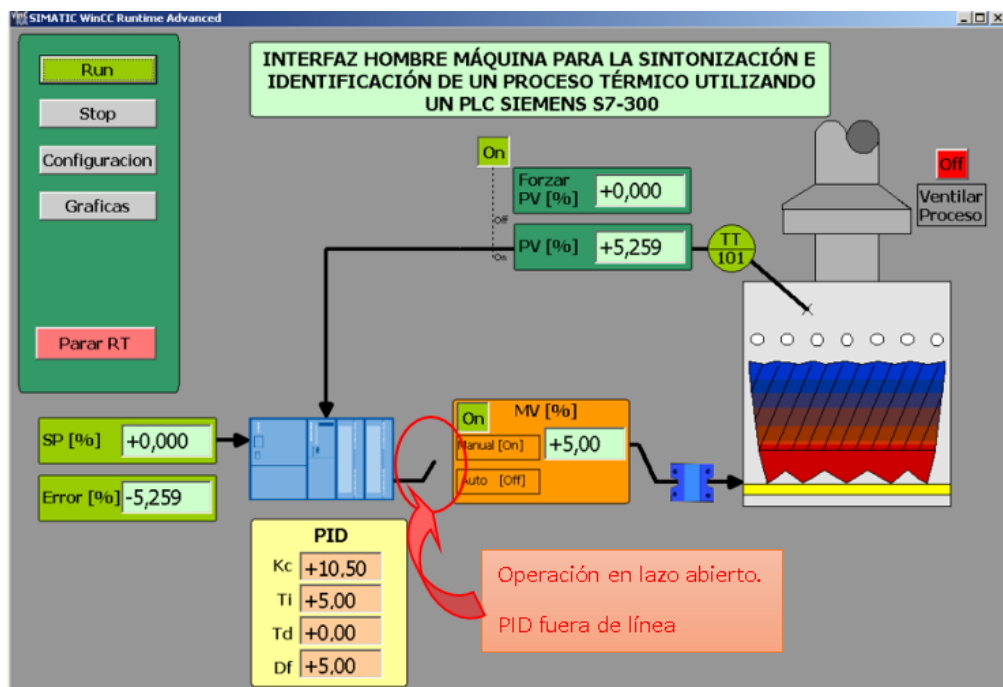 SIMATIC WinCC Runtime Advanced
INTERFAZ HOMBRE MÁQUINA PARA LA SINTONIZACIÓN E
IDENTIFICACIÓN DE UN PROCESO TÉRMICO UTILIZANDO
UN PLC SIEMENS S7-300
Run
Stop
Configuracion
Graficas
Parar RT
On
Forzar
PV [%] +0,000
Off
PV [%] +5,259
On
TT
101
Off
Ventilar
Proceso
SP [%] +0,000
Error [%] -5,259
On MV [%]
Manual [On] +5,00
Auto [Off]
PID
Kc +10,50
Ti +5,00
Td +0,00
Df +5,00
Operación en lazo abierto.
PID fuera de línea